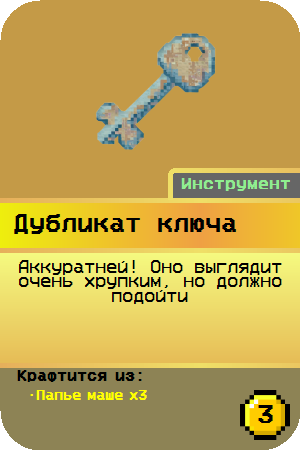 Инструмент
Дубликат ключа
Аккуратней! Оно выглядит
очень хрупким, но должно
подойти
Крафтится из:
·Папье маше х3
3